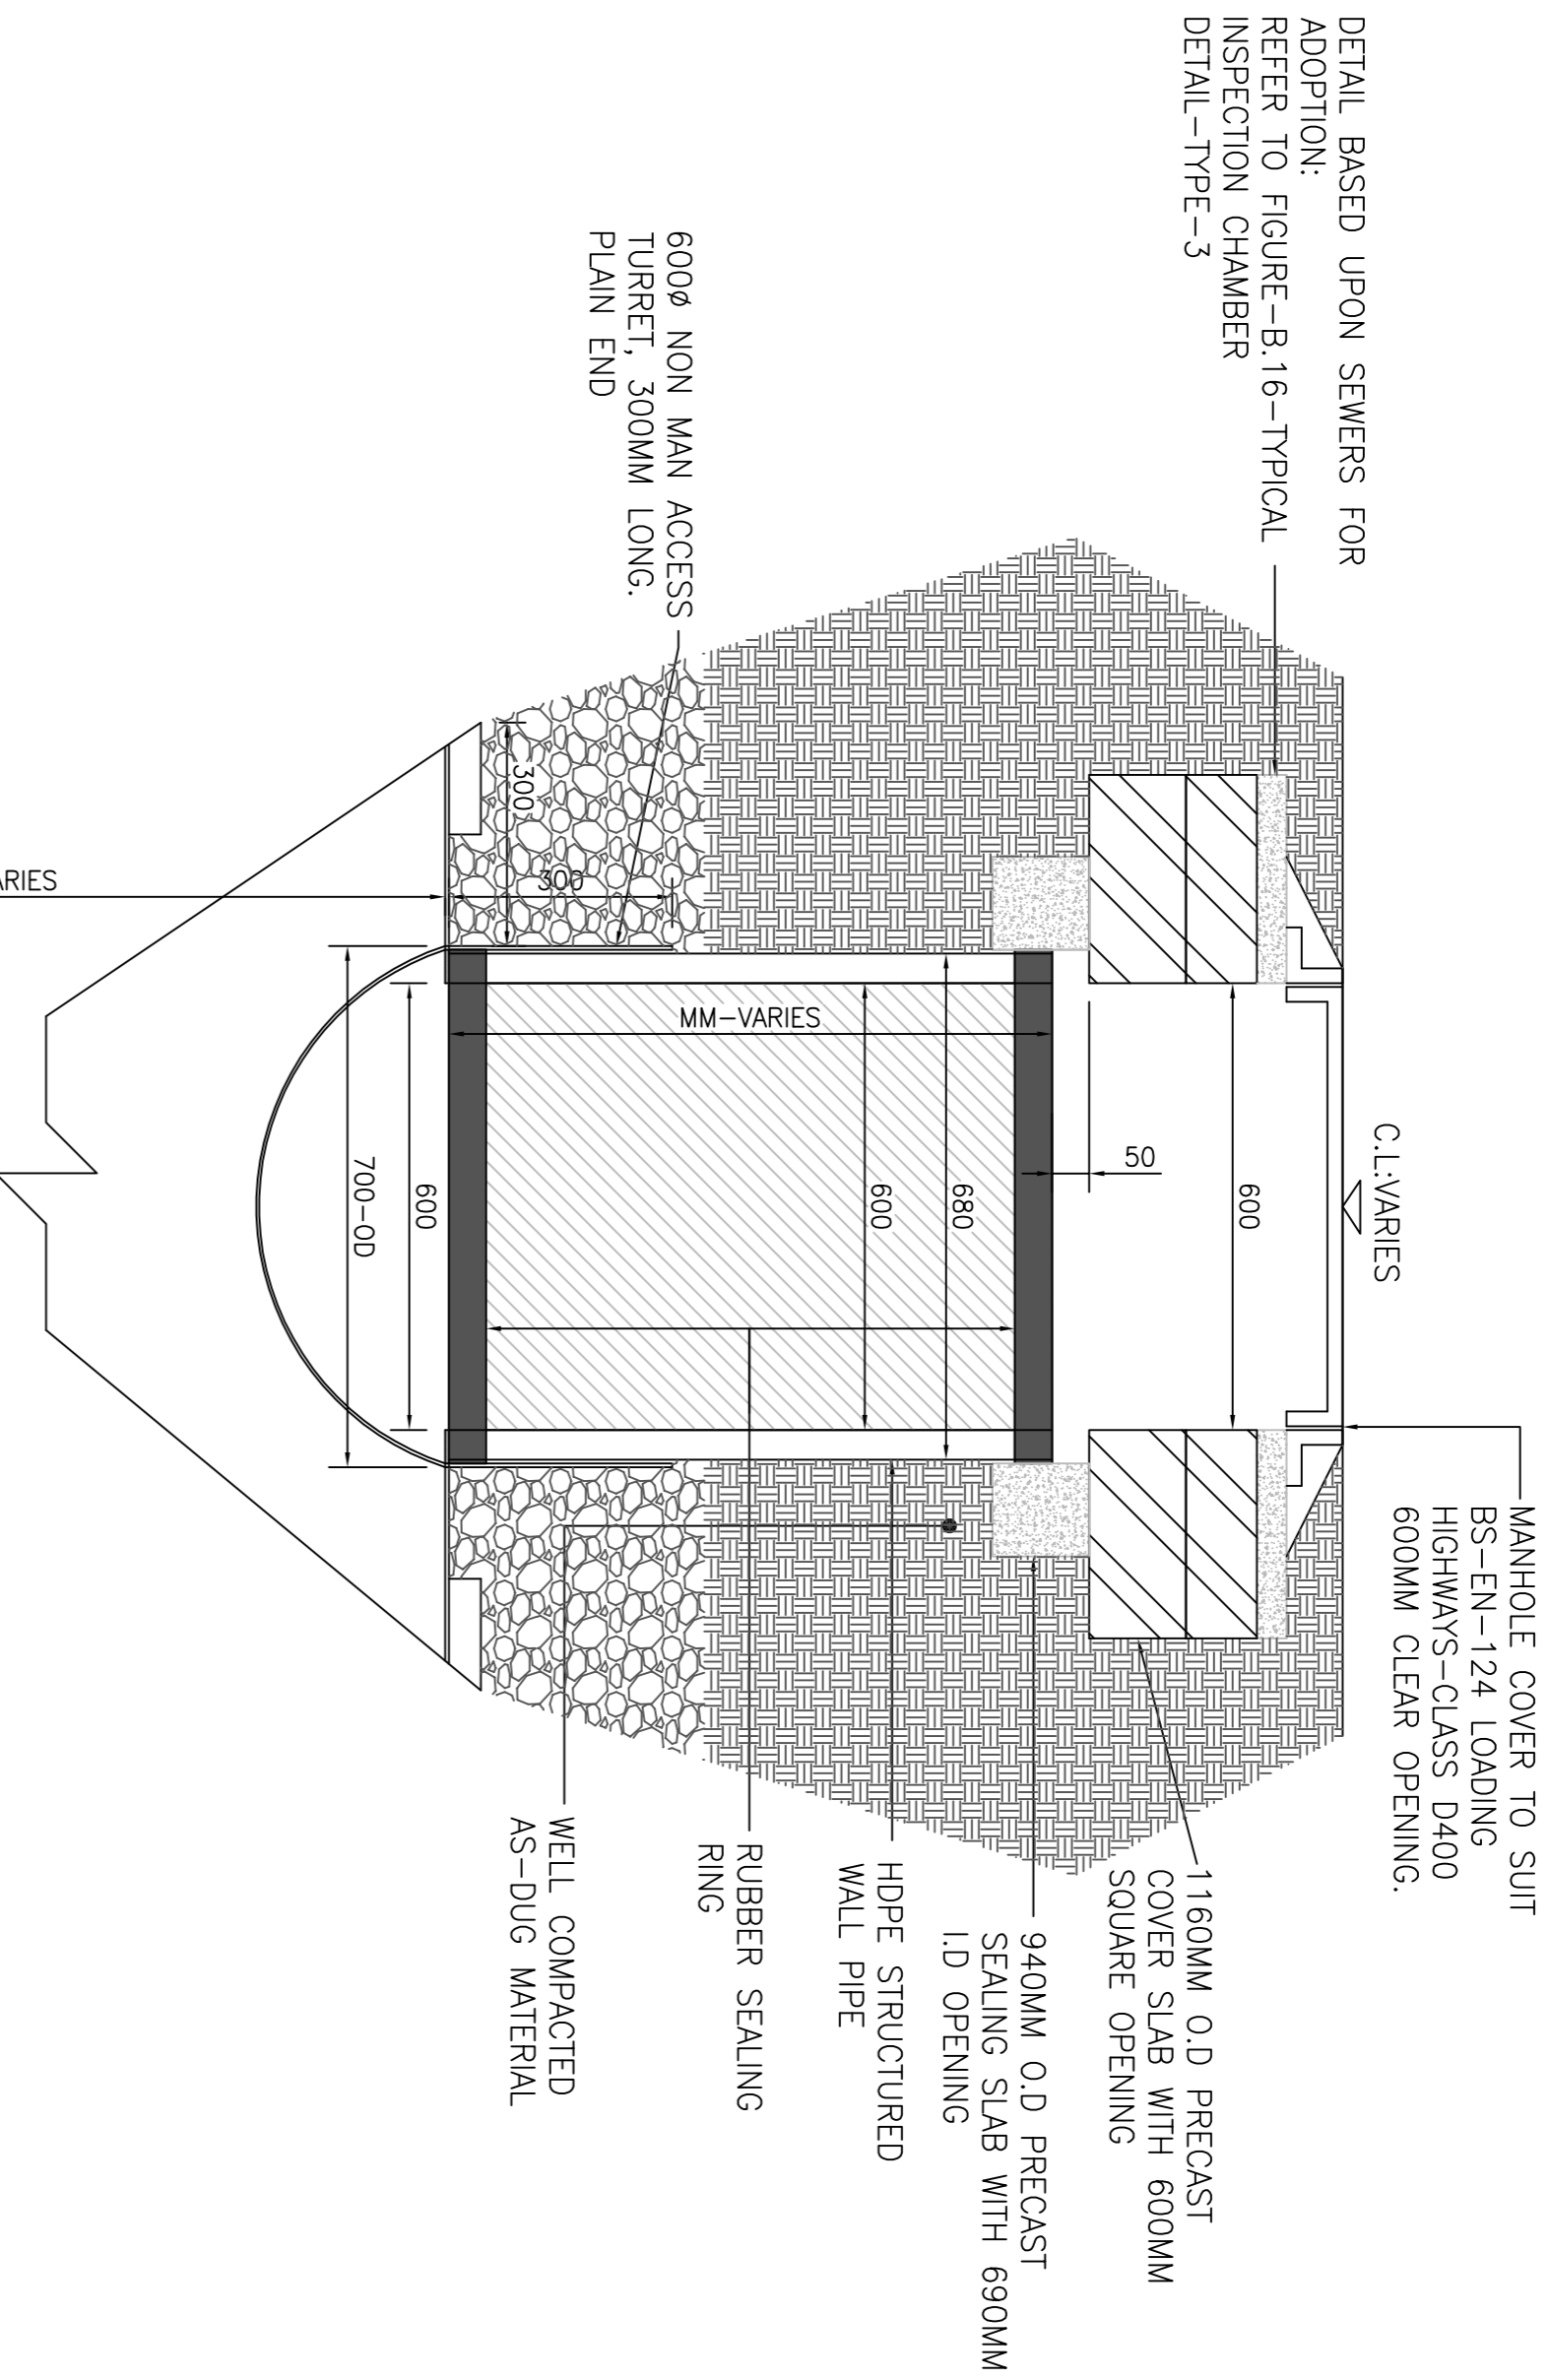 DETAIL BASED UPON SEWERS FOR
ADOPTION:
REFER TO FIGURE-B.16-TYPICAL
INSPECTION CHAMBER
DETAIL-TYPE-3
C.L:VARIES
MANHOLE COVER TO SUIT
BS-EN-124 LOADING
HIGHWAYS-CLASS D400
600MM CLEAR OPENING.
600
1160MM O.D PRECAST
COVER SLAB WITH 600MM
SQUARE OPENING
50
940MM O.D PRECAST
SEALING SLAB WITH 690MM
I.D OPENING
680
600
HDPE STRUCTURED
WALL PIPE
MM-VARIES
RUBBER SEALING
RING
600ø NON MAN ACCESS
TURRET, 300MM LONG.
PLAIN END
300
300
WELL COMPACTED
AS-DUG MATERIAL
600
700-OD
ARIES